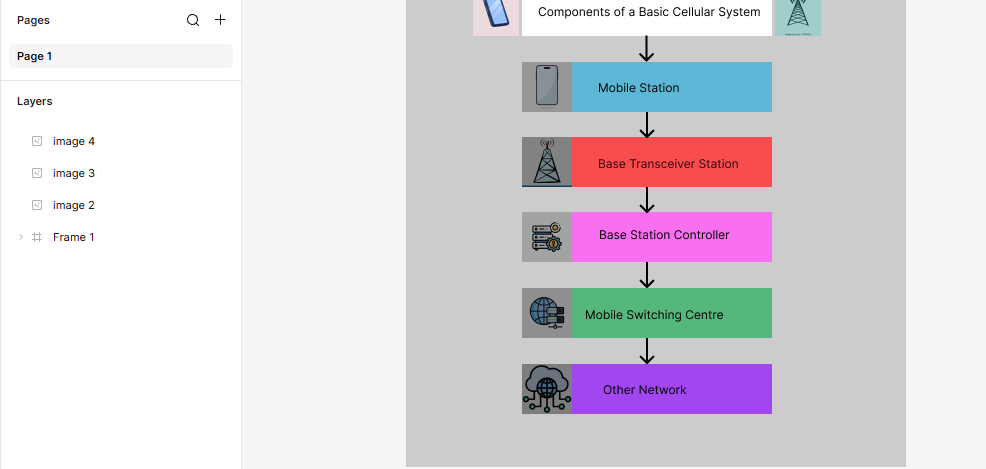 Pages
Page 1
Layers
image 4
image 3
image 2
Frame 1
Components of a Basic Cellular System
Mobile Station
Base Transceiver Station
Base Station Controller
Mobile Switching Centre
Other Network